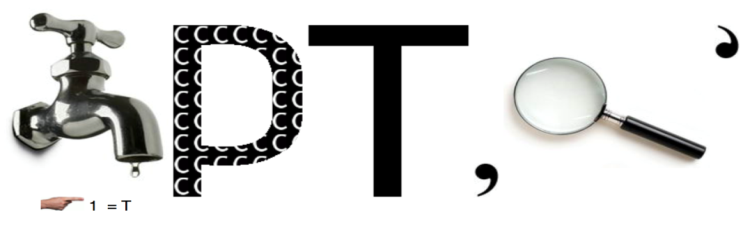 PT , ’
1 = T